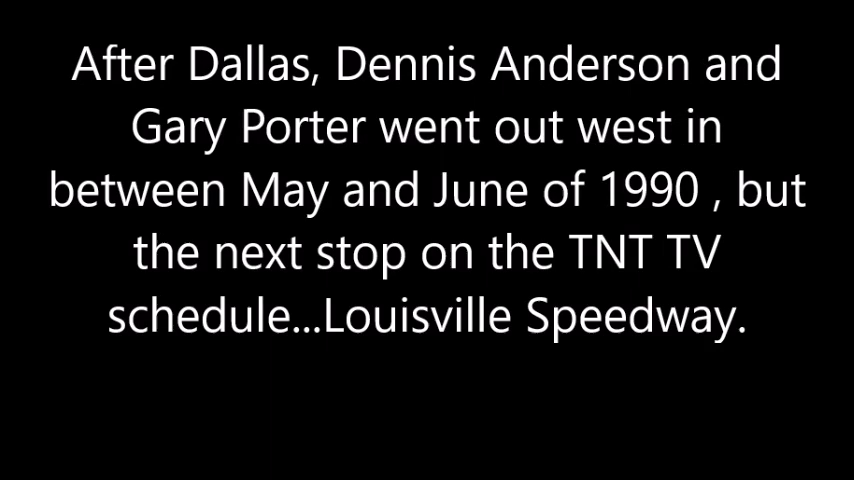 After Dallas, Dennis Anderson and
Gary Porter went out west in
between May and June of 1990 , but
the next stop on the TNT TV
schedule...Louisville Speedway.